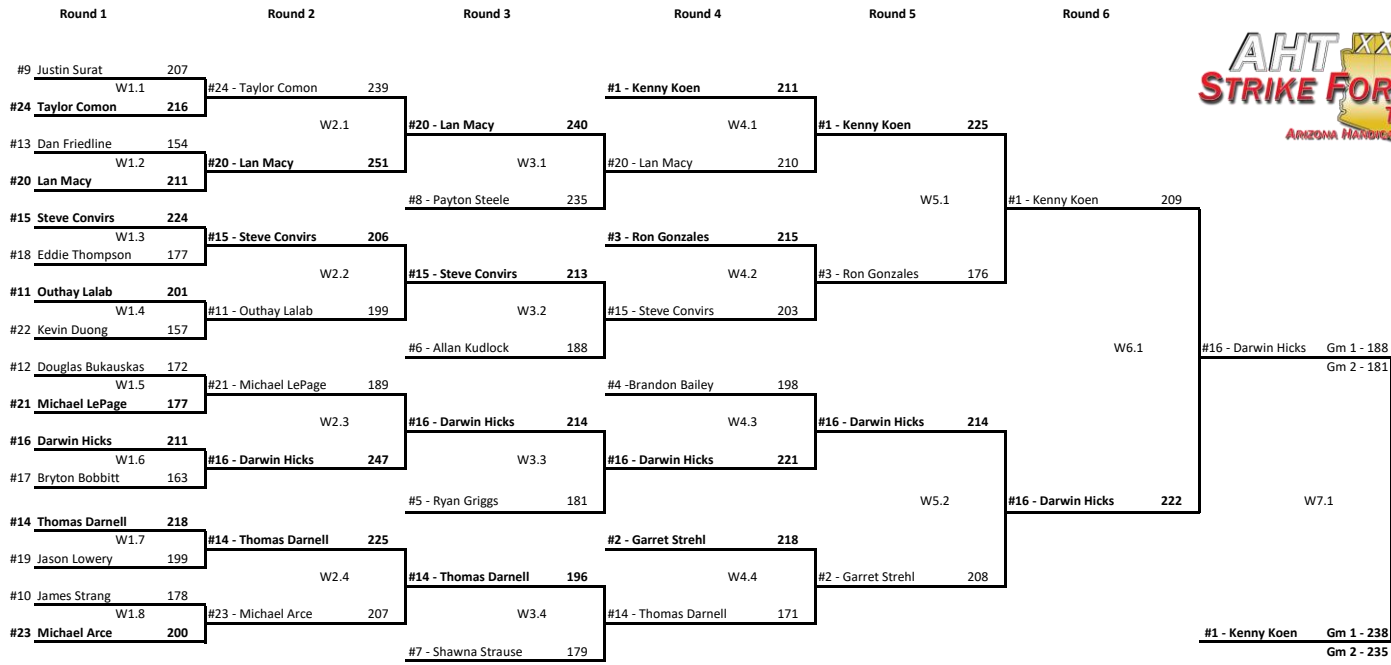 Round 1 Round 2 Round 3 Round 4 Round 5 Round 6
AHT XX
STRIKE FOR
ARIZONA
#9 Justin Surat 207
W1.1
#24 Taylor Comon 216
#13 Dan Friedline 154
W1.2
#20 Lan Macy 211
#15 Steve Convirs 224
W1.3
#18 Eddie Thompson 177
#11 Outhay Lalab 201
W1.4
#22 Kevin Duong 157
#12 Douglas Bukauskas 172
W1.5
#21 Michael LePage 177
#16 Darwin Hicks 211
W1.6
#17 Bryton Bobbitt 163
#14 Thomas Darnell 218
W1.7
#19 Jason Lowery 199
#10 James Strang 178
W1.8
#23 Michael Arce 200
#24 - Taylor Comon 239
W2.1
#20 - Lan Macy 251
#15 - Steve Convirs 206
W2.2
#11 - Outhay Lalab 199
#21 - Michael LePage 189
W2.3
#16 - Darwin Hicks 247
#14 - Thomas Darnell 225
W2.4
#23 - Michael Arce 207
#20 - Lan Macy 240
W3.1
#8 - Payton Steele 235
#15 - Steve Convirs 213
W3.2
#6 - Allan Kudlock 188
#16 - Darwin Hicks 214
W3.3
#5 - Ryan Griggs 181
#14 - Thomas Darnell 196
W3.4
#7 - Shawna Strause 179
#1 - Kenny Koen 211
W4.1
#20 - Lan Macy 210
#3 - Ron Gonzales 215
W4.2
#15 - Steve Convirs 203
#4 -Brandon Bailey 198
W4.3
#16 - Darwin Hicks 221
#2 - Garret Strehl 218
W4.4
#14 - Thomas Darnell 171
#1 - Kenny Koen 225
W5.1
#3 - Ron Gonzales 176
#16 - Darwin Hicks 214
W5.2
#2 - Garret Strehl 208
#1 - Kenny Koen 209
W6.1
#16 - Darwin Hicks 222
#16 - Darwin Hicks Gm 1 - 188
Gm 2 - 181
W7.1
#1 - Kenny Koen Gm 1 - 238
Gm 2 - 235